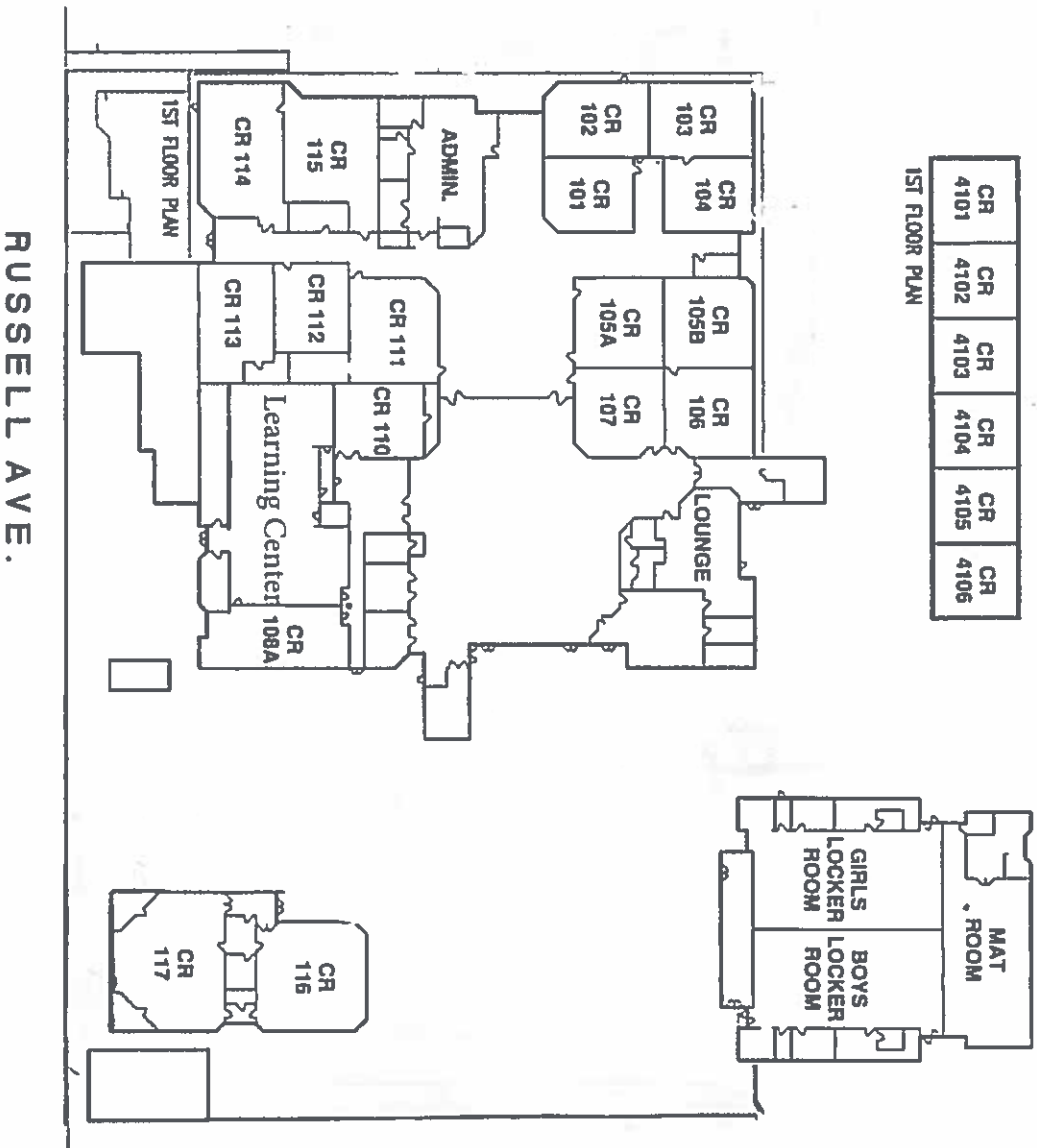 CR
4101
CR
4102
CR
4103
CR
4104
CR
4105
CR
4106
1ST FLOOR PLAN
CR
103
CR
104
CR
102
CR
101
CR
105B
CR
106
CR
105A
CR
107
LOUNGE
MAT
ROOM
GIRLS
LOCKER
ROOM
BOYS
LOCKER
ROOM
ADMIN.
CR
115
CR 114
1ST FLOOR PLAN
CR 111
CR 112
CR 113
CR 110
Learning Center
CR
108A
CR
116
CR
117
RUSSELL AVE.